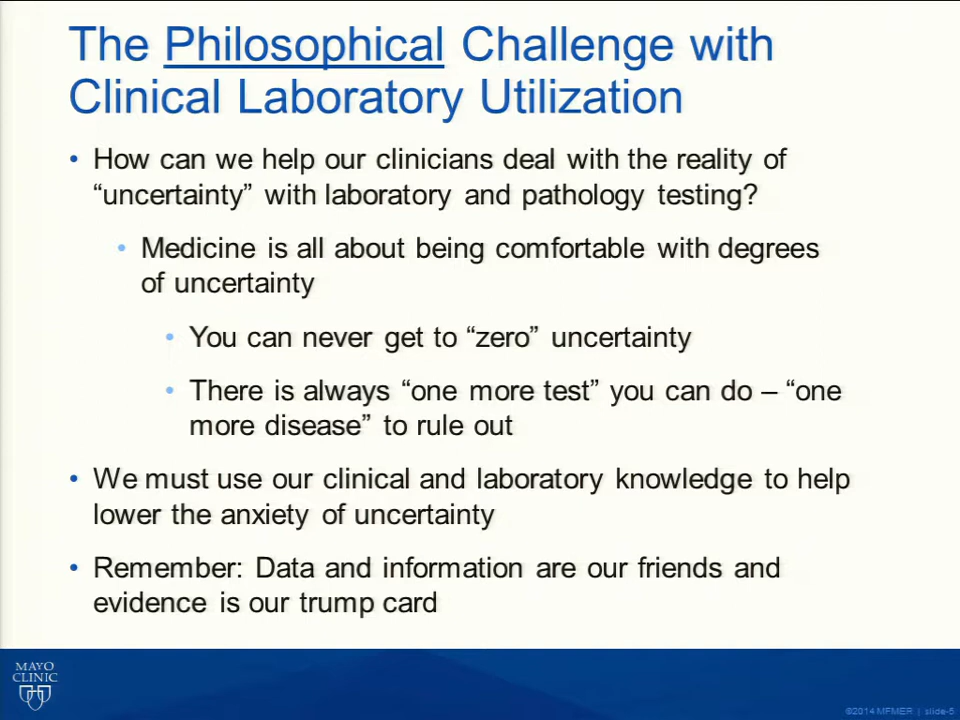 The Philosophical Challenge with
Clinical Laboratory Utilization
• How can we help our clinicians deal with the reality of
“uncertainty” with laboratory and pathology testing?
• Medicine is all about being comfortable with degrees
of uncertainty
• You can never get to “zero” uncertainty
• There is always “one more test” you can do – “one
more disease” to rule out
• We must use our clinical and laboratory knowledge to help
lower the anxiety of uncertainty
• Remember: Data and information are our friends and
evidence is our trump card
MAYO
CLINIC
©2014 MFMER | slide-5